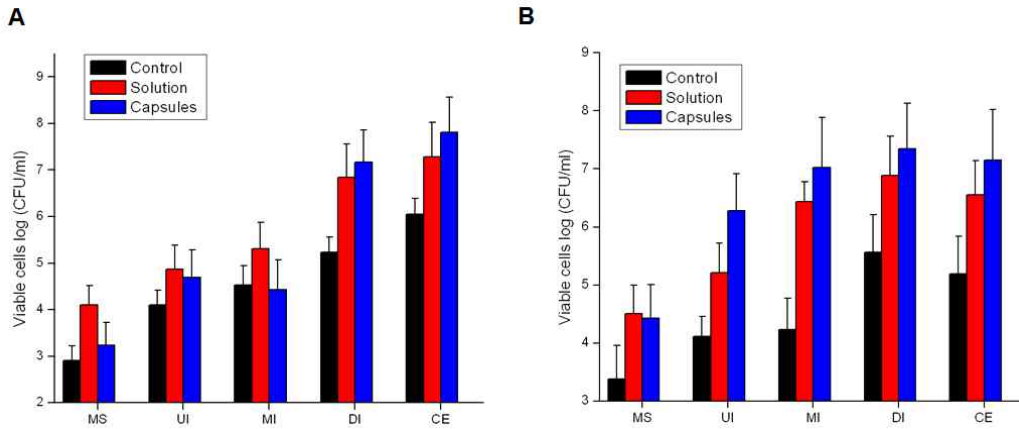 A
Control
Solution
Capsules
Viable cells log (CFU/ml)
9
8
7
6
5
4
3
2
MS UI MI DI CE
B
Control
Solution
Capsules
Viable cells log (CFU/ml)
9
8
7
6
5
4
3
MS UI MI DI CE